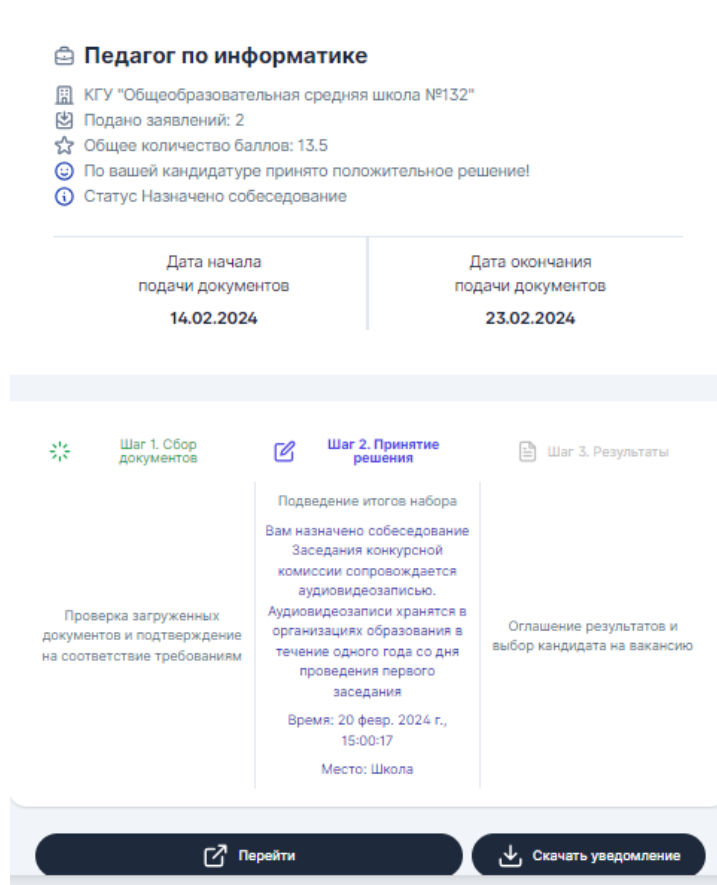 Педагог по информатике
КГУ "Общеобразовательная средняя школа №132"
Подано заявлений: 2
Общее количество баллов: 13.5
По вашей кандидатуре принято положительное решение!
Статус Назначено собеседование
Дата начала
подачи документов
14.02.2024
Дата окончания
подачи документов
23.02.2024
Шаг 1. Сбор
документов
Проверка загруженных
документов и подтверждение
на соответствие требованиям
Шаг 2. Принятие
решения
Подведение итогов набора
Вам назначено собеседование
Заседания конкурсной
комиссии сопровождается
аудиовидеозаписью.
Аудиовидеозаписи хранятся в
организациях образования в
течение одного года со дня
проведения первого
заседания
Время: 20 февр. 2024 г.,
15:00:17
Место: Школа
Шаг 3. Результаты
Оглашение результатов и
выбор кандидата на вакансию
Перейти
Скачать уведомление